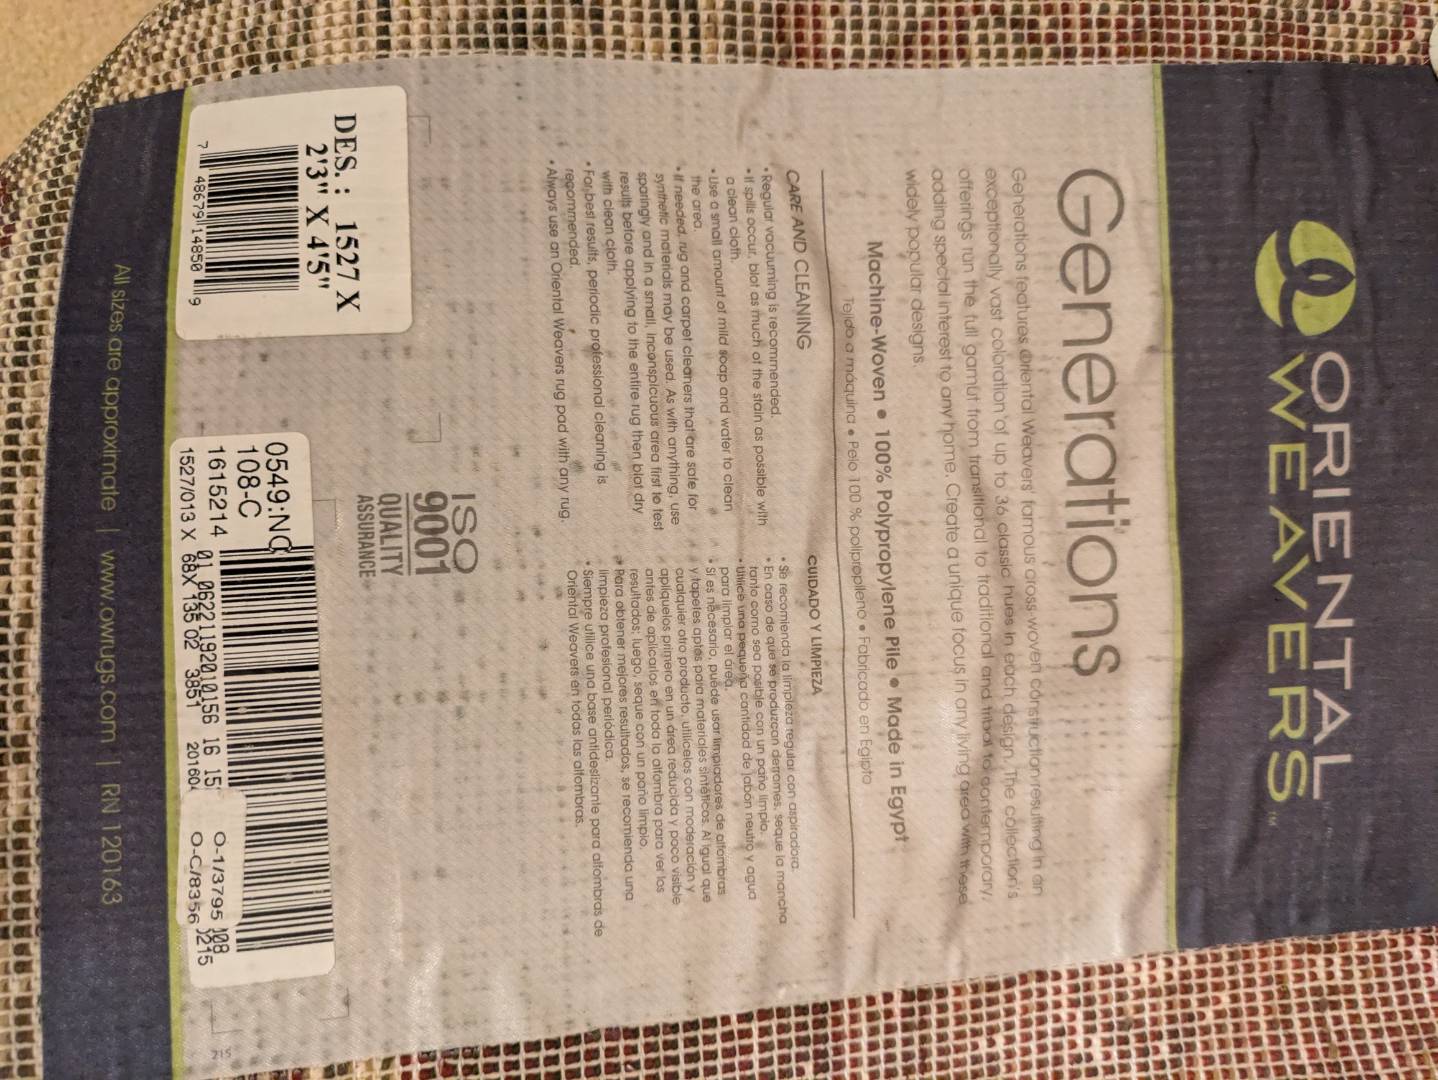 ORIENTAL
WEAVERS™
Generations
Generations features Oriental Weavers' famous cross-woven construction resulting in an
exceptionally vast coloration of up to 36 classic hues in each design. The collection's
offerings run the full gamut from transitional to traditional and tribal to contemporary,
adding special interest to any home. Create a unique focus in any living area with these
widely popular designs.
Machine-Woven • 100% Polypropylene Pile • Made in Egypt
Tejido a máquina • Pelo 100 % polipropileno • Fabricado en Egipto
CARE AND CLEANING
• Regular vacuuming is recommended.
• If spills occur, blot as much of the stain as possible with
a clean cloth.
• Use a small amount of mild soap and water to clean
the area.
• If needed, rug and carpet cleaners that are safe for
synthetic materials may be used. As with anything, use
sparingly and in a small, inconspicuous area first to test
results before applying to the entire rug then blot dry
with clean cloth.
• For best results, periodic professional cleaning is
recommended.
• Always use an Oriental Weavers rug pad with any rug.
CUIDADO Y LIMPIEZA
• Se recomienda la limpieza regular con aspiradora.
• En caso de que se produzcan derrames, seque la mancha
tanto como sea posible con un paño limpio.
• Utilice una pequeña cantidad de jabón neutro y agua
para limpiar el área.
• Si es necesario, puede usar limpiadores de alfombras
y tapetes aptos para materiales sintéticos. Al igual que
cualquier otro producto, utilícelos con moderación y
aplíquelos primero en un área reducida y poco visible
antes de aplicarlos en toda la alfombra para ver los
resultados; luego, seque con un paño limpio.
• Para obtener mejores resultados, se recomienda una
limpieza profesional periódica.
• Siempre utilice una base antideslizante para alfombras de
Oriental Weavers en todas las alfombras.
ISO
9001
QUALITY
ASSURANCE
DES.: 1527 X
2'3" X 4'5"
7 48679 14850 9
0549:NC
108-C
1615214
01 06221192010156 16 15
1527/013 X 68X 135 02 3851 20160
O-1/3795
O-C/8356
215
All sizes are approximate | www.owrugs.com | RN 120163